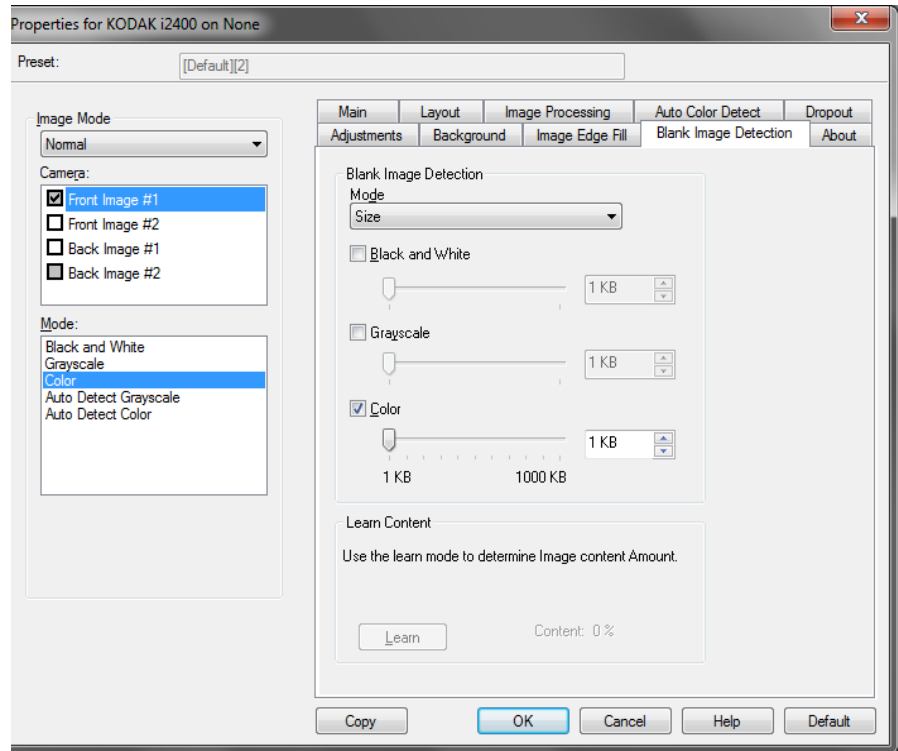 Properties for KODAK i2400 on None
x
Preset:
[Default][2]
Image Mode
Normal
Camera:
Front Image #1
Front Image #2
Back Image #1
Back Image #2
Mode:
Black and White
Grayscale
Color
Auto Detect Grayscale
Auto Detect Color
Main Layout Image Processing Auto Color Detect Dropout
Adjustments Background Image Edge Fill Blank Image Detection About
Blank Image Detection
Mode
Size
Black and White
1 KB
Grayscale
1 KB
Color
1 KB
1 KB 1000 KB
Learn Content
Use the learn mode to determine Image content Amount.
Learn Content: 0 %
Copy OK Cancel Help Default